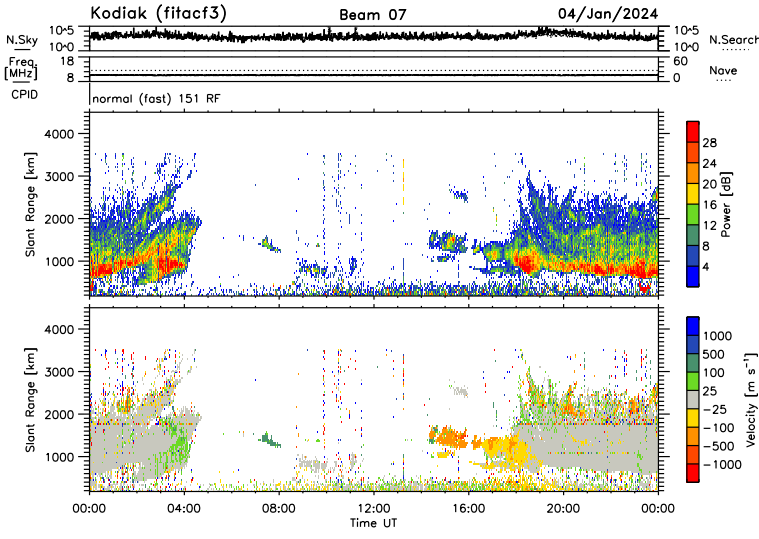 Kodiak (fitacf3) Beam 07 04/Jan/2024
N.Sky 10^5 10^0 10^5 10^0 N.Search
Freq. [MHz] 18 8 60 0 Nave
CPID normal (fast) 151 RF
Slant Range [km]
4000
3000
2000
1000
Power [dB]
28
24
20
16
12
8
4
Slant Range [km]
4000
3000
2000
1000
Velocity [m s⁻¹]
1000
500
100
25
-25
-100
-500
-1000
00:00 04:00 08:00 12:00 16:00 20:00 00:00
Time UT